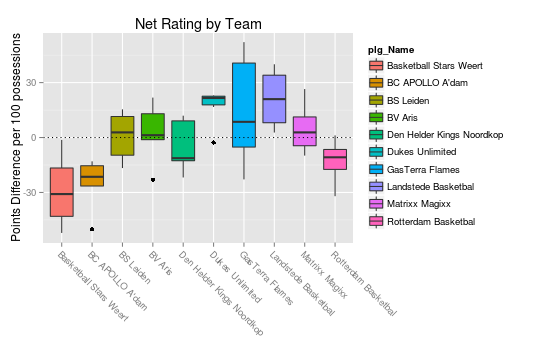 Net Rating by Team
Points Difference per 100 possessions
30
0
-30
Basketball Stars Weert
BC APOLLO A'dam
BS Leiden
BV Aris
Den Helder Kings Noordkop
Dukes Unlimited
GasTerra Flames
Landstede Basketbal
Matrixx Magixx
Rotterdam Basketbal
plg_Name
Basketball Stars Weert
BC APOLLO A'dam
BS Leiden
BV Aris
Den Helder Kings Noordkop
Dukes Unlimited
GasTerra Flames
Landstede Basketbal
Matrixx Magixx
Rotterdam Basketbal